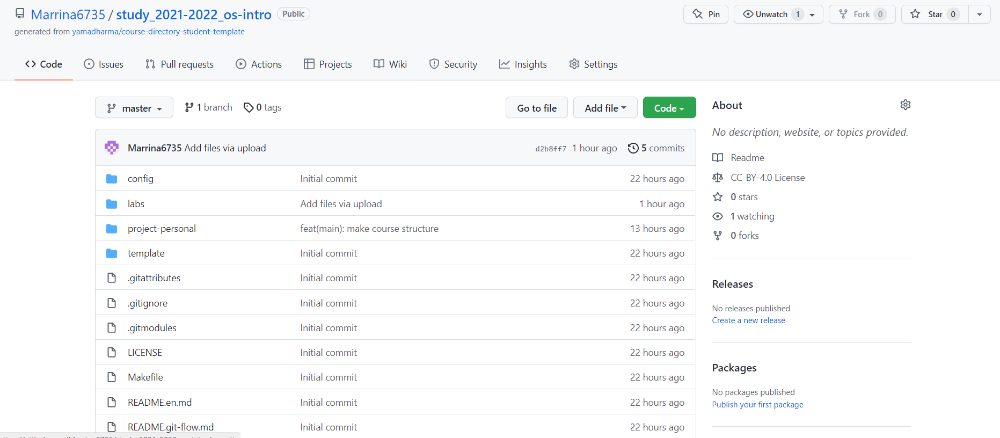 Marrina6735 / study_2021-2022_os-intro Public Pin Unwatch 1 Fork 0 Star 0
generated from yamadharma/course-directory-student-template
Code Issues Pull requests Actions Projects Wiki Security Insights Settings
master 1 branch 0 tags Go to file Add file Code
Marrina6735 Add files via upload d2b8ff7 1 hour ago 5 commits
config Initial commit 22 hours ago
labs Add files via upload 1 hour ago
project-personal feat(main): make course structure 13 hours ago
template Initial commit 22 hours ago
.gitattributes Initial commit 22 hours ago
.gitignore Initial commit 22 hours ago
.gitmodules Initial commit 22 hours ago
LICENSE Initial commit 22 hours ago
Makefile Initial commit 22 hours ago
README.en.md Initial commit 22 hours ago
README.git-flow.md Initial commit 22 hours ago
About
No description, website, or topics provided.
Readme
CC-BY-4.0 License
0 stars
1 watching
0 forks
Releases
No releases published
Create a new release
Packages
No packages published
Publish your first package